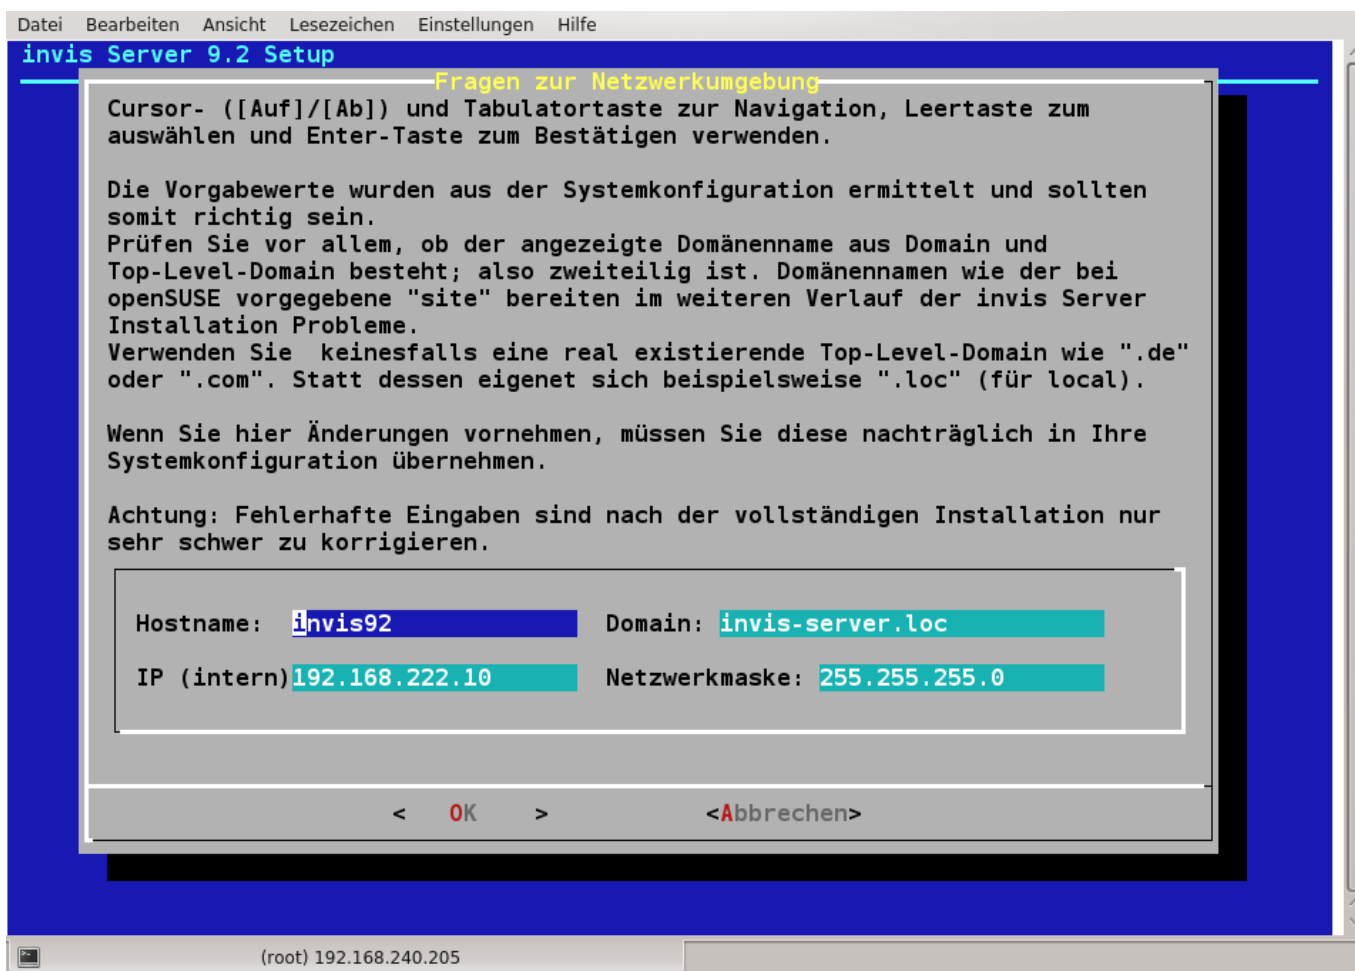 Datei Bearbeiten Ansicht Lesezeichen Einstellungen Hilfe
invis Server 9.2 Setup
Fragen zur Netzwerkumgebung
Cursor- ([Auf]/[Ab]) und Tabulatortaste zur Navigation, Leertaste zum
auswählen und Enter-Taste zum Bestätigen verwenden.
Die Vorgabewerte wurden aus der Systemkonfiguration ermittelt und sollten
somit richtig sein.
Prüfen Sie vor allem, ob der angezeigte Domänenname aus Domain und
Top-Level-Domain besteht; also zweiteilig ist. Domänennamen wie der bei
openSUSE vorgegebene "site" bereiten im weiteren Verlauf der invis Server
Installation Probleme.
Verwenden Sie  keinesfalls eine real existierende Top-Level-Domain wie ".de"
oder ".com". Statt dessen eigenet sich beispielsweise ".loc" (für local).
Wenn Sie hier Änderungen vornehmen, müssen Sie diese nachträglich in Ihre
Systemkonfiguration übernehmen.
Achtung: Fehlerhafte Eingaben sind nach der vollständigen Installation nur
sehr schwer zu korrigieren.
Hostname: invis92 Domain: invis-server.loc
IP (intern) 192.168.222.10 Netzwerkmaske: 255.255.255.0
< OK > <Abbrechen>
(root) 192.168.240.205